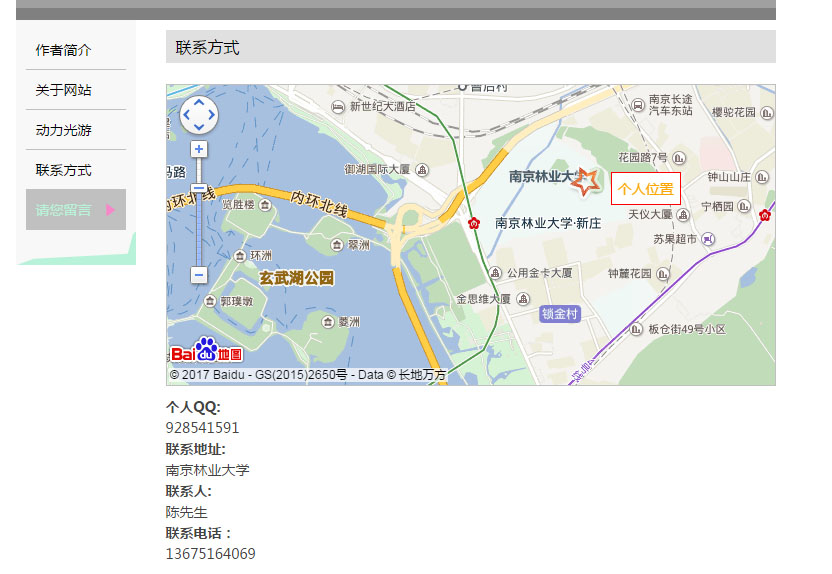 作者简介
关于网站
动力光游
联系方式
请您留言
联系方式
新世纪大酒店
南京长途
汽车东站
樱驼花园
御湖国际大厦
花园路7号
马路
南京林业大学
个人位置
钟山山庄
内环北线
内环北线
览胜楼
宁栖园
天仪大厦
南京林业大学·新庄
翠洲
苏果超市
环洲
玄武湖公园
公用金卡大厦
钟麓花园
郭璞墩
金思维大厦
菱洲
锁金村
板仓街49号小区
Bai du 地图
© 2017 Baidu - GS(2015)2650号 - Data © 长地万方
个人QQ:
928541591
联系地址:
南京林业大学
联系人:
陈先生
联系电话：
13675164069